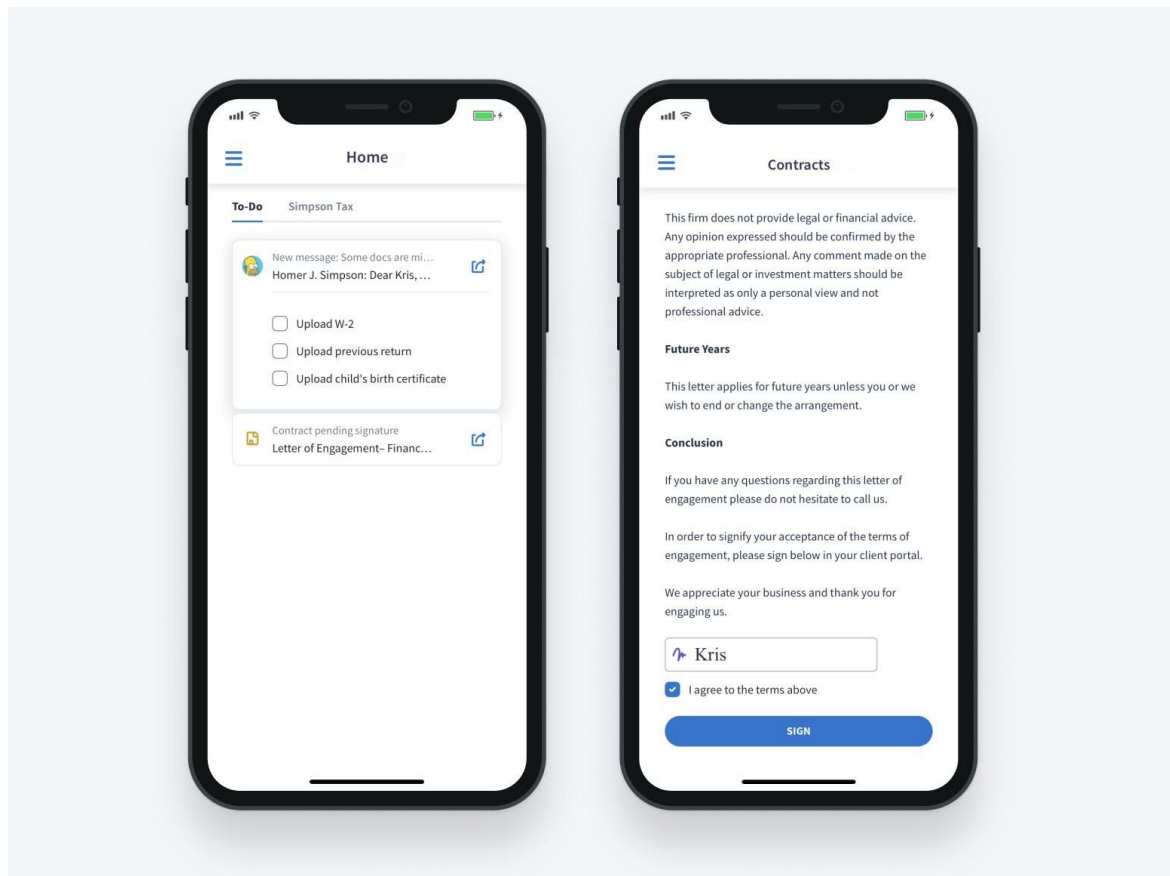 Home
To-Do
Simpson Tax
New message: Some docs are mi...
Homer J. Simpson: Dear Kris, ...
Upload W-2
Upload previous return
Upload child's birth certificate
Contract pending signature
Letter of Engagement– Financ...
Contracts
This firm does not provide legal or financial advice.
Any opinion expressed should be confirmed by the
appropriate professional. Any comment made on the
subject of legal or investment matters should be
interpreted as only a personal view and not
professional advice.
Future Years
This letter applies for future years unless you or we
wish to end or change the arrangement.
Conclusion
If you have any questions regarding this letter of
engagement please do not hesitate to call us.
In order to signify your acceptance of the terms of
engagement, please sign below in your client portal.
We appreciate your business and thank you for
engaging us.
Kris
I agree to the terms above
SIGN